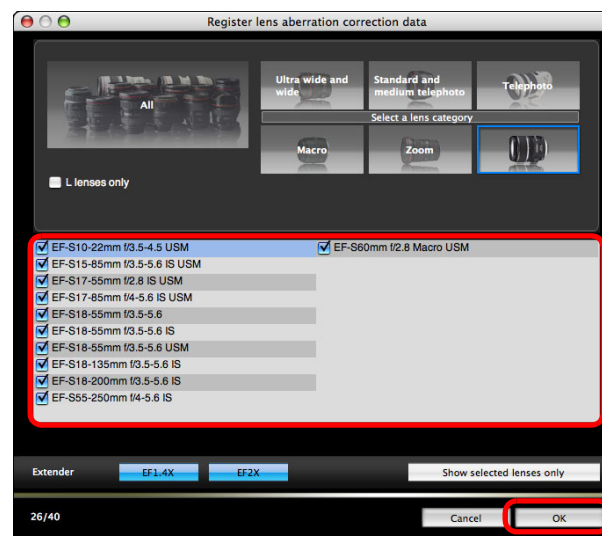 Register lens aberration correction data
All
Ultra wide and wide
Standard and medium telephoto
Telephoto
Select a lens category
Macro
Zoom
L lenses only
EF-S10-22mm f/3.5-4.5 USM
EF-S60mm f/2.8 Macro USM
EF-S15-85mm f/3.5-5.6 IS USM
EF-S17-55mm f/2.8 IS USM
EF-S17-85mm f/4-5.6 IS USM
EF-S18-55mm f/3.5-5.6
EF-S18-55mm f/3.5-5.6 IS
EF-S18-55mm f/3.5-5.6 USM
EF-S18-135mm f/3.5-5.6 IS
EF-S18-200mm f/3.5-5.6 IS
EF-S55-250mm f/4-5.6 IS
Extender
EF1.4X
EF2X
Show selected lenses only
26/40
Cancel
OK